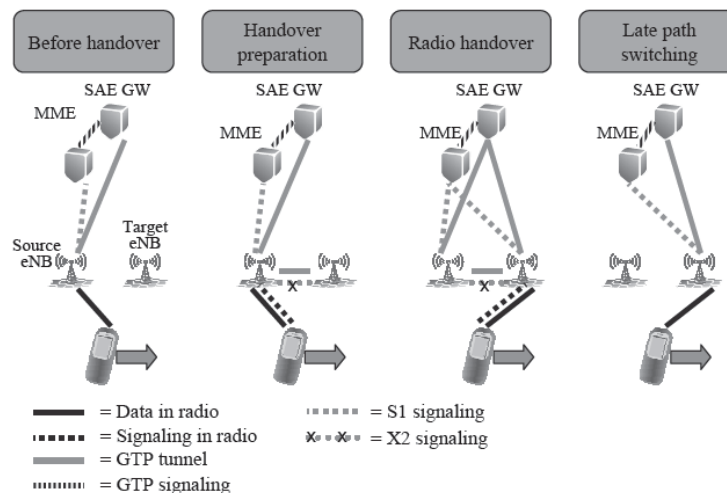 Before handover
Handover
preparation
Radio handover
Late path
switching
SAE GW
SAE GW
SAE GW
SAE GW
MME
MME
MME
MME
Source
eNB
Target
eNB
X
X
= Data in radio
= S1 signaling
= Signaling in radio
X X
= X2 signaling
= GTP tunnel
= GTP signaling